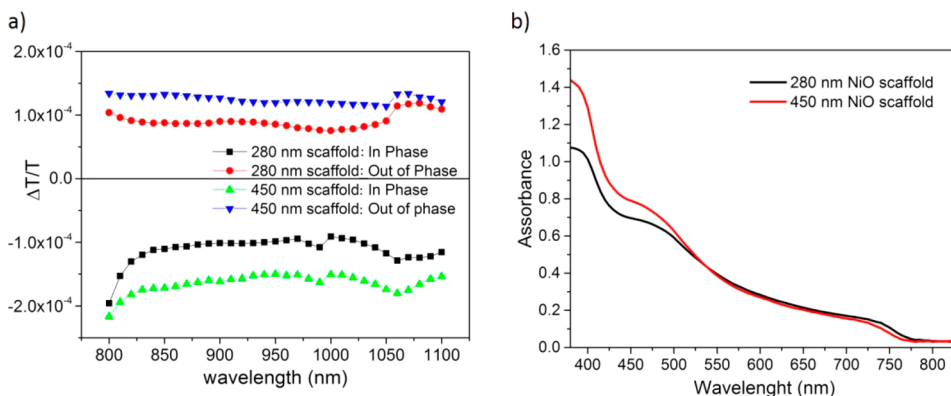 a)
2.0x10⁻⁴
1.0x10⁻⁴
0.0
-1.0x10⁻⁴
-2.0x10⁻⁴
ΔT/T
280 nm scaffold: In Phase
280 nm scaffold: Out of Phase
450 nm scaffold: In Phase
450 nm scaffold: Out of phase
800 850 900 950 1000 1050 1100
wavelength (nm)
b)
1.6
1.4
1.2
1.0
0.8
0.6
0.4
0.2
0.0
Assorbance
280 nm NiO scaffold
450 nm NiO scaffold
400 450 500 550 600 650 700 750 800
Wavelenght (nm)